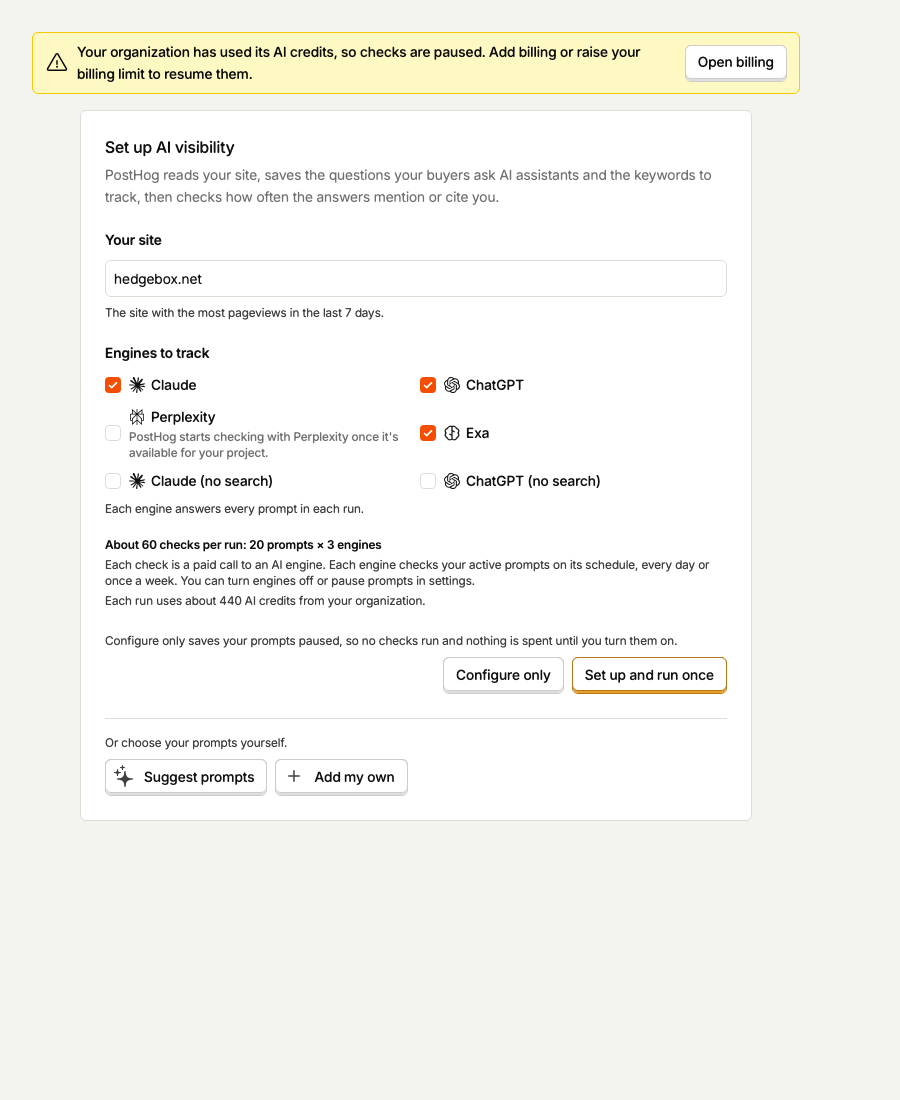 Your organization has used its AI credits, so checks are paused. Add billing or raise your
billing limit to resume them.
Open billing
Set up AI visibility
PostHog reads your site, saves the questions your buyers ask AI assistants and the keywords to
track, then checks how often the answers mention or cite you.
Your site
hedgebox.net
The site with the most pageviews in the last 7 days.
Engines to track
Claude
ChatGPT
Perplexity
PostHog starts checking with Perplexity once it's
available for your project.
Exa
Claude (no search)
ChatGPT (no search)
Each engine answers every prompt in each run.
About 60 checks per run: 20 prompts × 3 engines
Each check is a paid call to an AI engine. Each engine checks your active prompts on its schedule, every day or
once a week. You can turn engines off or pause prompts in settings.
Each run uses about 440 AI credits from your organization.
Configure only saves your prompts paused, so no checks run and nothing is spent until you turn them on.
Configure only
Set up and run once
Or choose your prompts yourself.
Suggest prompts
Add my own